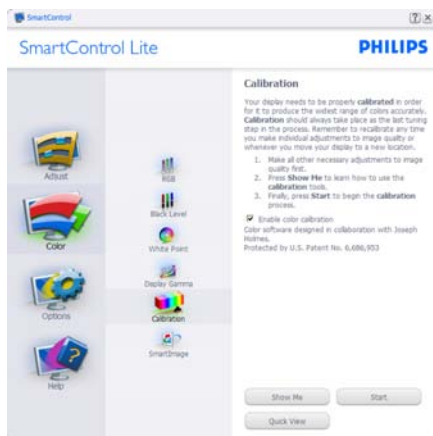 SmartControl
SmartControl Lite
PHILIPS
Adjust
Color
Options
Help
RGB
Black Level
White Point
Display Gamma
Calibration
SmartImage
Calibration
Your display needs to be properly calibrated in order
for it to produce the widest range of colors accurately.
Calibration should always take place as the last tuning
step in the process. Remember to recalibrate any time
you make individual adjustments to image quality or
whenever you move your display to a new location.
1. Make all other necessary adjustments to image
quality first.
2. Press Show Me to learn how to use the
calibration tools.
3. Finally, press Start to begin the calibration
process.
Enable color calibration
Color software designed in collaboration with Joseph
Holmes.
Protected by U.S. Patent No. 6,686,953
Show Me
Start
Quick View